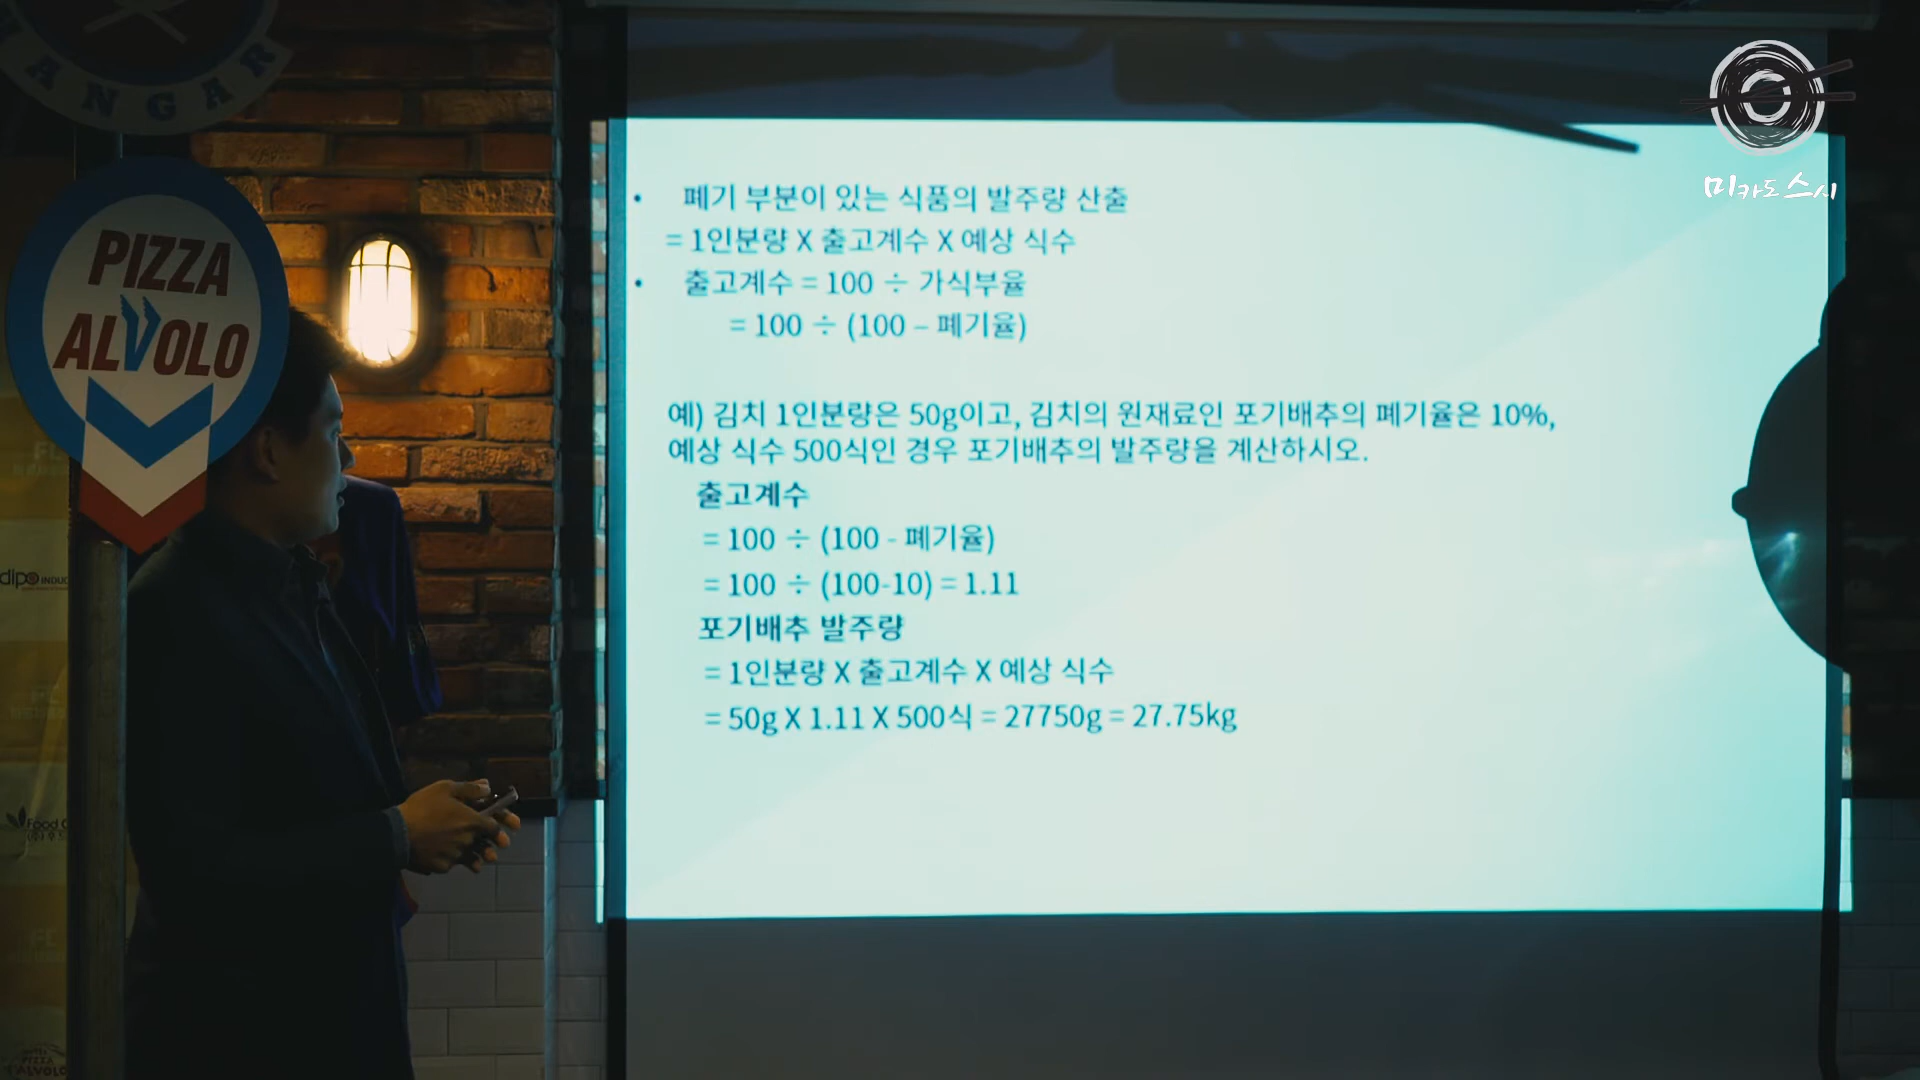 ANGAR
PIZZA
ALVOLO
dipo INDUC
Food
미카도스시
• 폐기 부분이 있는 식품의 발주량 산출
= 1인분량 X 출고계수 X 예상 식수
• 출고계수 = 100 ÷ 가식부율
= 100 ÷ (100 – 폐기율)
예) 김치 1인분량은 50g이고, 김치의 원재료인 포기배추의 폐기율은 10%,
예상 식수 500식인 경우 포기배추의 발주량을 계산하시오.
출고계수
= 100 ÷ (100 - 폐기율)
= 100 ÷ (100-10) = 1.11
포기배추 발주량
= 1인분량 X 출고계수 X 예상 식수
= 50g X 1.11 X 500식 = 27750g = 27.75kg